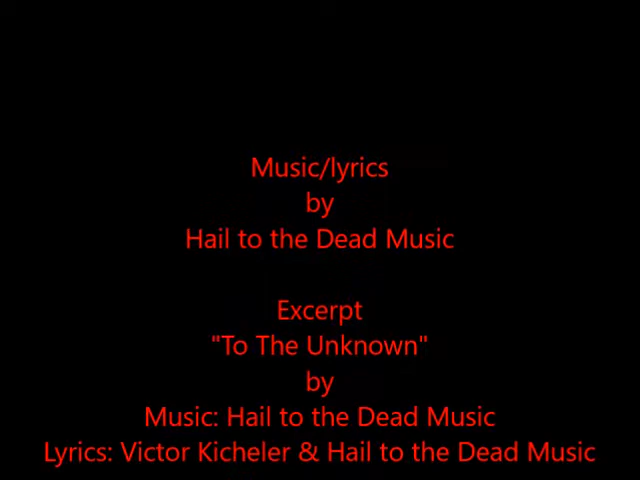 Music/lyrics
by
Hail to the Dead Music
Excerpt
"To The Unknown"
by
Music: Hail to the Dead Music
Lyrics: Victor Kicheler & Hail to the Dead Music